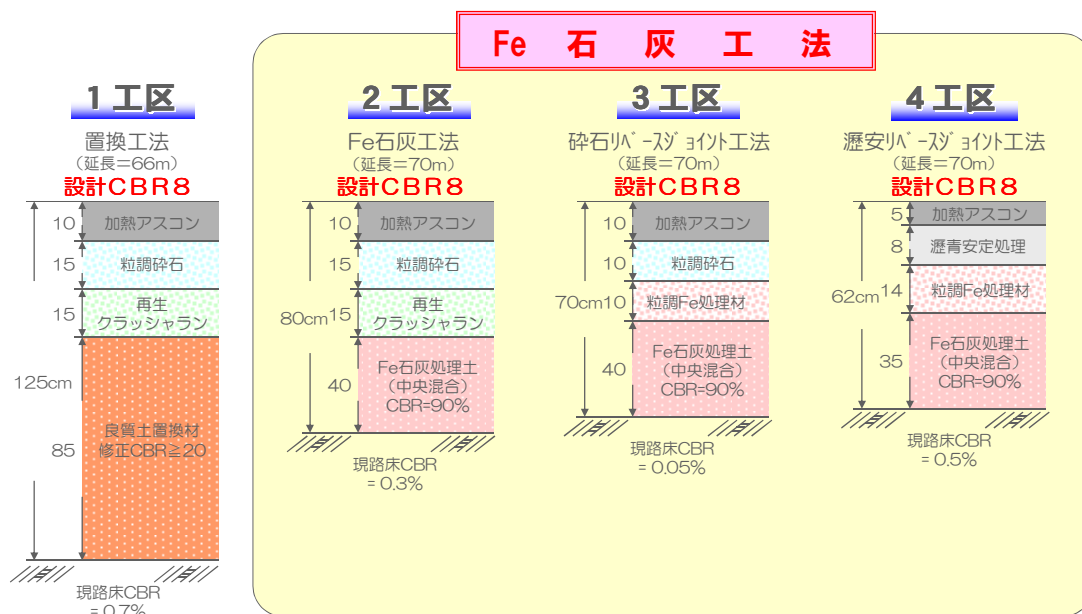 Fe 石 灰 工 法
1工区
置換工法
(延長=66m)
設計CBR8
10
加熱アスコン
15
粒調砕石
15
再生
クラッシャラン
125cm
85
良質土置換材
修正CBR≧20
現路床CBR
=0.7%
2工区
Fe石灰工法
(延長=70m)
設計CBR8
10
加熱アスコン
15
粒調砕石
80cm
15
再生
クラッシャラン
40
Fe石灰処理土
(中央混合)
CBR=90%
現路床CBR
=0.3%
3工区
砕石ﾘﾊﾞｰｽｼﾞｮｲﾝﾄ工法
(延長=70m)
設計CBR8
10
加熱アスコン
10
粒調砕石
70cm
10
粒調Fe処理材
40
Fe石灰処理土
(中央混合)
CBR=90%
現路床CBR
=0.05%
4工区
瀝安ﾘﾊﾞｰｽｼﾞｮｲﾝﾄ工法
(延長=70m)
設計CBR8
5
加熱アスコン
8
瀝青安定処理
62cm
14
粒調Fe処理材
35
Fe石灰処理土
(中央混合)
CBR=90%
現路床CBR
=0.5%